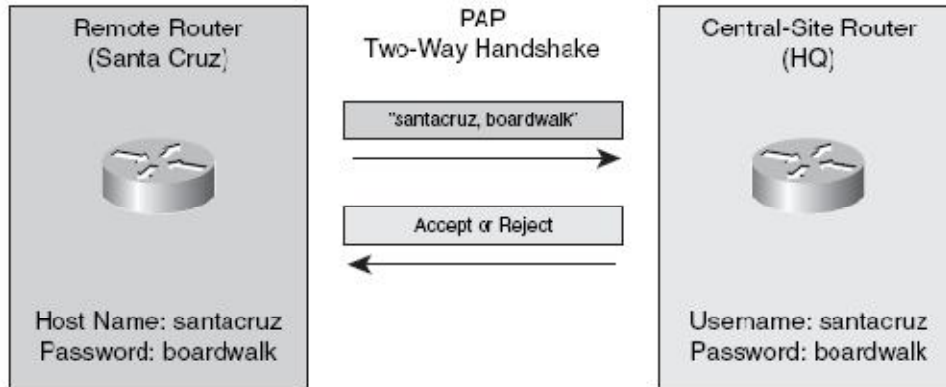 Remote Router
(Santa Cruz)
Host Name: santacruz
Password: boardwalk
PAP
Two-Way Handshake
"santacruz, boardwalk"
Accept or Reject
Central-Site Router
(HQ)
Username: santacruz
Password: boardwalk